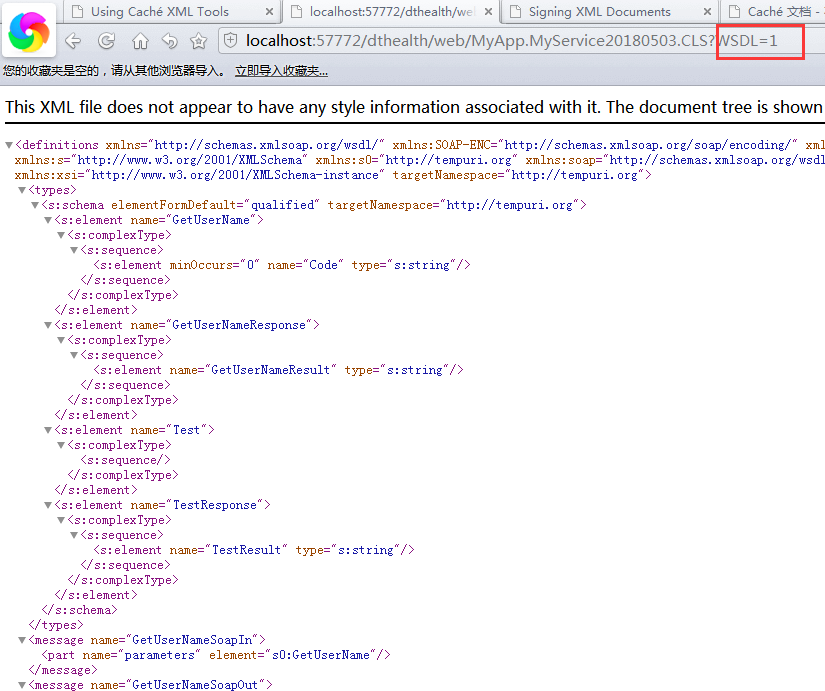 Using Caché XML Tools
localhost:57772/dthealth/we
Signing XML Documents
Caché 文档 -
localhost:57772/dthealth/web/MyApp.MyService20180503.CLS?WSDL=1
您的收藏夹是空的，请从其他浏览器导入。 立即导入收藏夹...
This XML file does not appear to have any style information associated with it. The document tree is shown
<definitions xmlns="http://schemas.xmlsoap.org/wsdl/" xmlns:SOAP-ENC="http://schemas.xmlsoap.org/soap/encoding/" xml
xmlns:s="http://www.w3.org/2001/XMLSchema" xmlns:s0="http://tempuri.org" xmlns:soap="http://schemas.xmlsoap.org/wsdl
xmlns:xsi="http://www.w3.org/2001/XMLSchema-instance" targetNamespace="http://tempuri.org">
<types>
<s:schema elementFormDefault="qualified" targetNamespace="http://tempuri.org">
<s:element name="GetUserName">
<s:complexType>
<s:sequence>
<s:element minOccurs="0" name="Code" type="s:string"/>
</s:sequence>
</s:complexType>
</s:element>
<s:element name="GetUserNameResponse">
<s:complexType>
<s:sequence>
<s:element name="GetUserNameResult" type="s:string"/>
</s:sequence>
</s:complexType>
</s:element>
<s:element name="Test">
<s:complexType>
<s:sequence/>
</s:complexType>
</s:element>
<s:element name="TestResponse">
<s:complexType>
<s:sequence>
<s:element name="TestResult" type="s:string"/>
</s:sequence>
</s:complexType>
</s:element>
</s:schema>
</types>
<message name="GetUserNameSoapIn">
<part name="parameters" element="s0:GetUserName"/>
</message>
<message name="GetUserNameSoapOut">